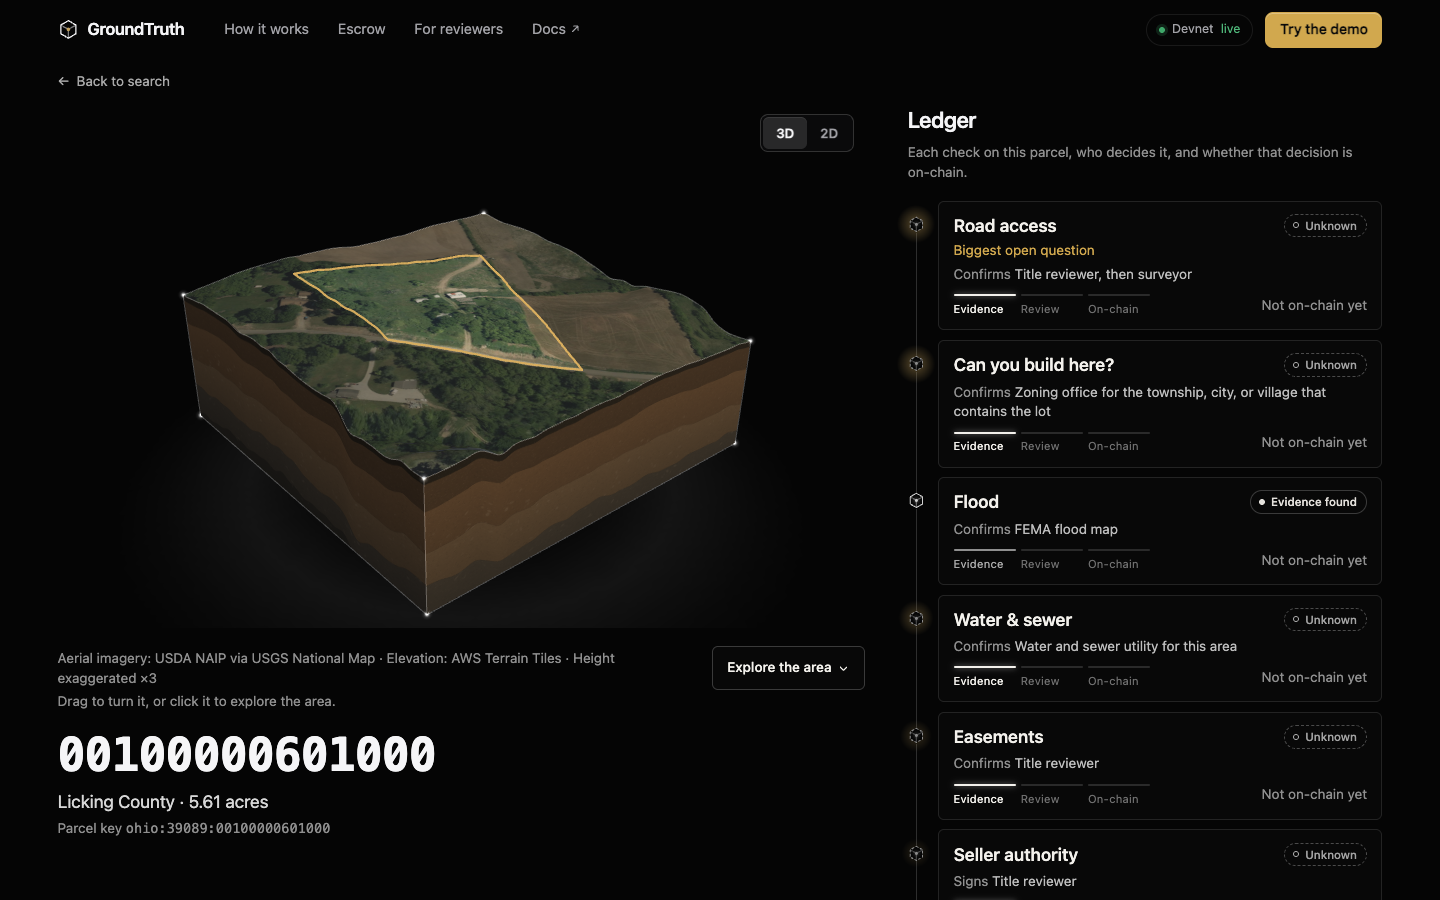 GroundTruth
How it works
Escrow
For reviewers
Docs ↗
Devnet live
Try the demo
← Back to search
3D
2D
Aerial imagery: USDA NAIP via USGS National Map · Elevation: AWS Terrain Tiles · Height
exaggerated ×3
Drag to turn it, or click it to explore the area.
Explore the area
00100000601000
Licking County · 5.61 acres
Parcel key ohio:39089:00100000601000
Ledger
Each check on this parcel, who decides it, and whether that decision is
on-chain.
Road access
Unknown
Biggest open question
Confirms Title reviewer, then surveyor
Evidence
Review
On-chain
Not on-chain yet
Can you build here?
Unknown
Confirms Zoning office for the township, city, or village that
contains the lot
Evidence
Review
On-chain
Not on-chain yet
Flood
Evidence found
Confirms FEMA flood map
Evidence
Review
On-chain
Not on-chain yet
Water & sewer
Unknown
Confirms Water and sewer utility for this area
Evidence
Review
On-chain
Not on-chain yet
Easements
Unknown
Confirms Title reviewer
Evidence
Review
On-chain
Not on-chain yet
Seller authority
Unknown
Signs Title reviewer